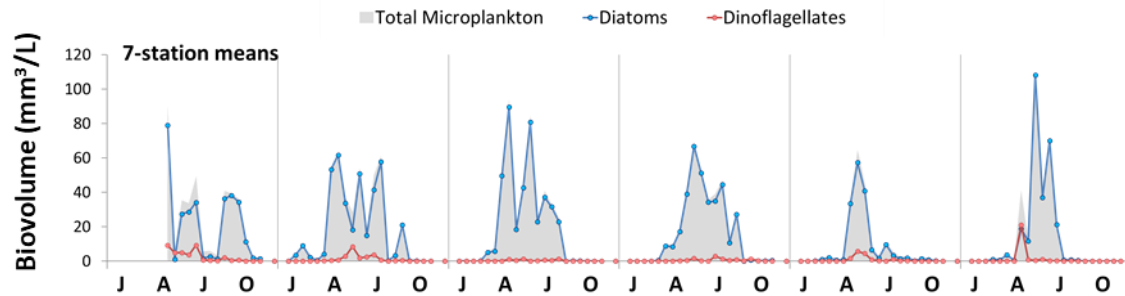 Total Microplankton Diatoms Dinoflagellates
7-station means
Biovolume (mm³/L)
120
100
80
60
40
20
0
J A J O J A J O J A J O J A J O J A J O J A J O